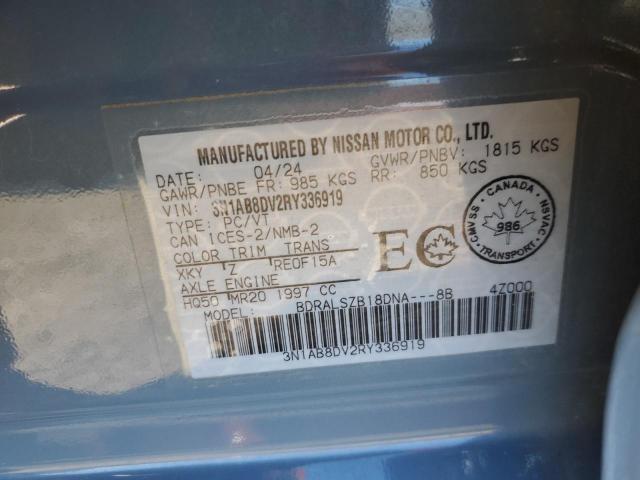 MANUFACTURED BY NISSAN MOTOR CO., LTD.
DATE: 04/24 GVWR/PNBV: 1815 KGS
GAWR/PNBE FR: 985 KGS RR: 850 KGS
VIN: 3N1AB8DV2RY336919
TYPE: PC/VT
CAN ICES-2/NMB-2
COLOR TRIM TRANS
XKY Z RE0F15A
AXLE ENGINE
HQ50 MR20 1997 CC
MODEL: BDRALSZB18DNA---8B 4Z000
3N1AB8DV2RY336919
EC
CANADA
CMVSS NSVAC
986
TRANSPORT